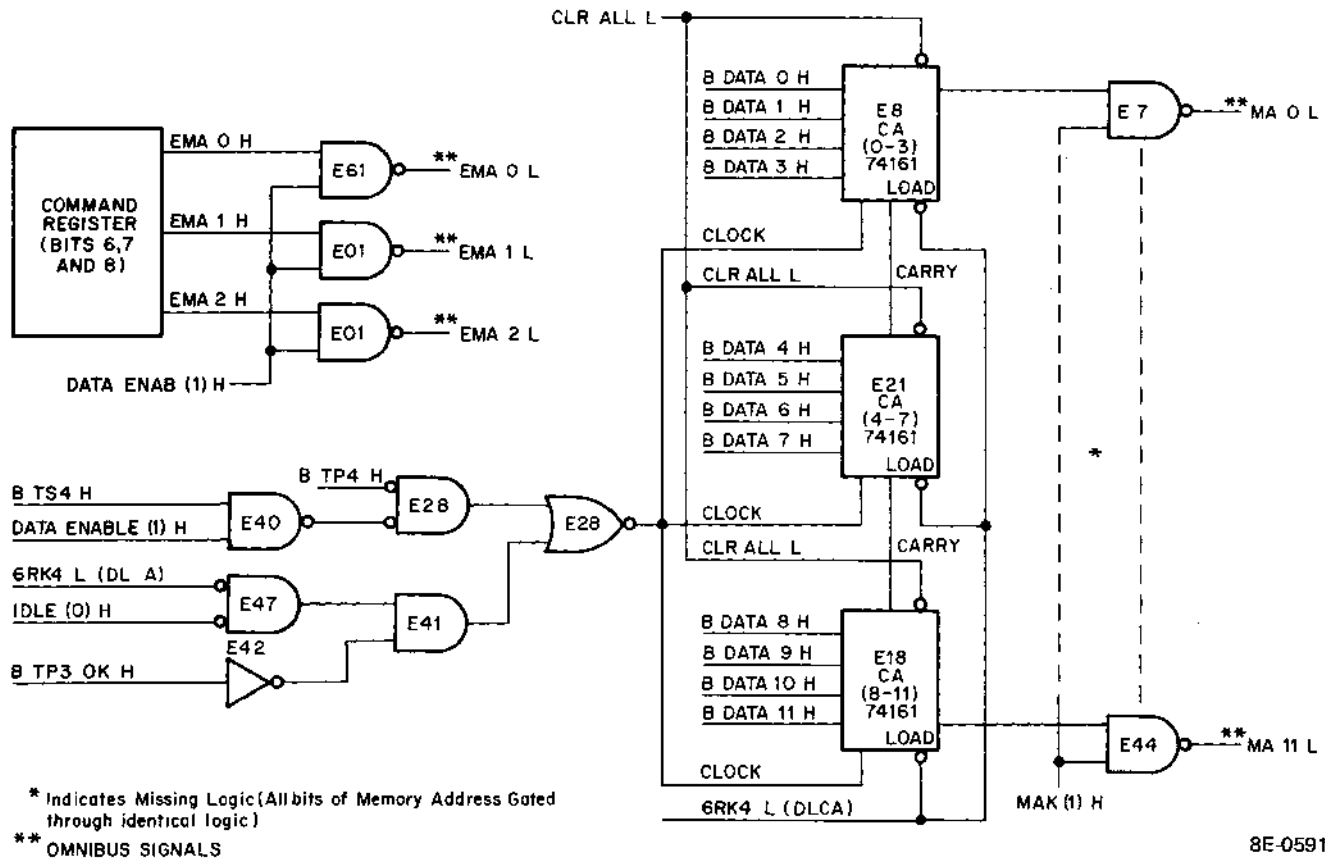 CLR ALL L
B DATA 0 H
B DATA 1 H
B DATA 2 H
B DATA 3 H
E8
CA
(0-3)
74161
LOAD
E7
** MA 0 L
COMMAND
REGISTER
(BITS 6,7
AND 8)
EMA 0 H
E61
** EMA 0 L
EMA 1 H
E01
** EMA 1 L
EMA 2 H
E01
** EMA 2 L
DATA ENAB (1) H
CLOCK
CARRY
CLR ALL L
B DATA 4 H
B DATA 5 H
B DATA 6 H
B DATA 7 H
E21
CA
(4-7)
74161
LOAD
*
B TS4 H
DATA ENABLE (1) H
E40
B TP4 H
E28
E28
6RK4 L (DL A)
IDLE (0) H
E47
E41
E42
B TP3 OK H
CLOCK
CARRY
CLR ALL L
B DATA 8 H
B DATA 9 H
B DATA 10 H
B DATA 11 H
E18
CA
(8-11)
74161
LOAD
E44
** MA 11 L
CLOCK
6RK4 L (DLCA)
MAK (1) H
* Indicates Missing Logic (All bits of Memory Address Gated
through identical logic)
** OMNIBUS SIGNALS
8E-0591